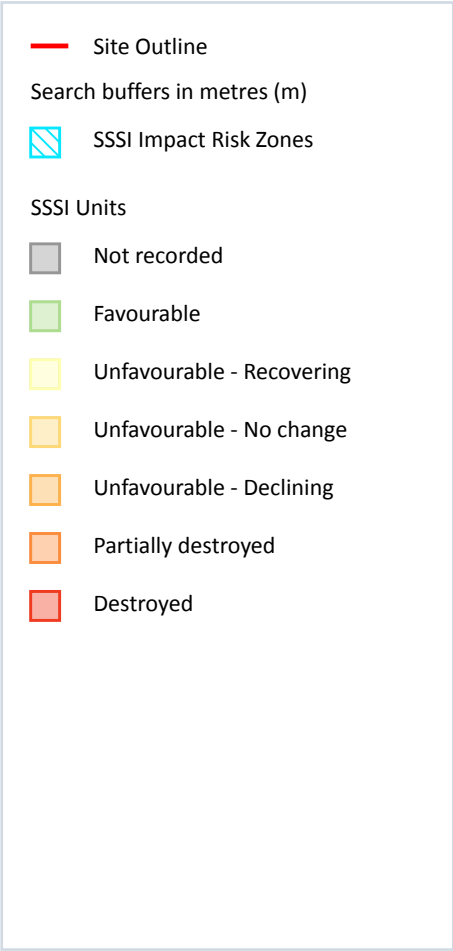 Site Outline
Search buffers in metres (m)
SSSI Impact Risk Zones
SSSI Units
Not recorded
Favourable
Unfavourable - Recovering
Unfavourable - No change
Unfavourable - Declining
Partially destroyed
Destroyed